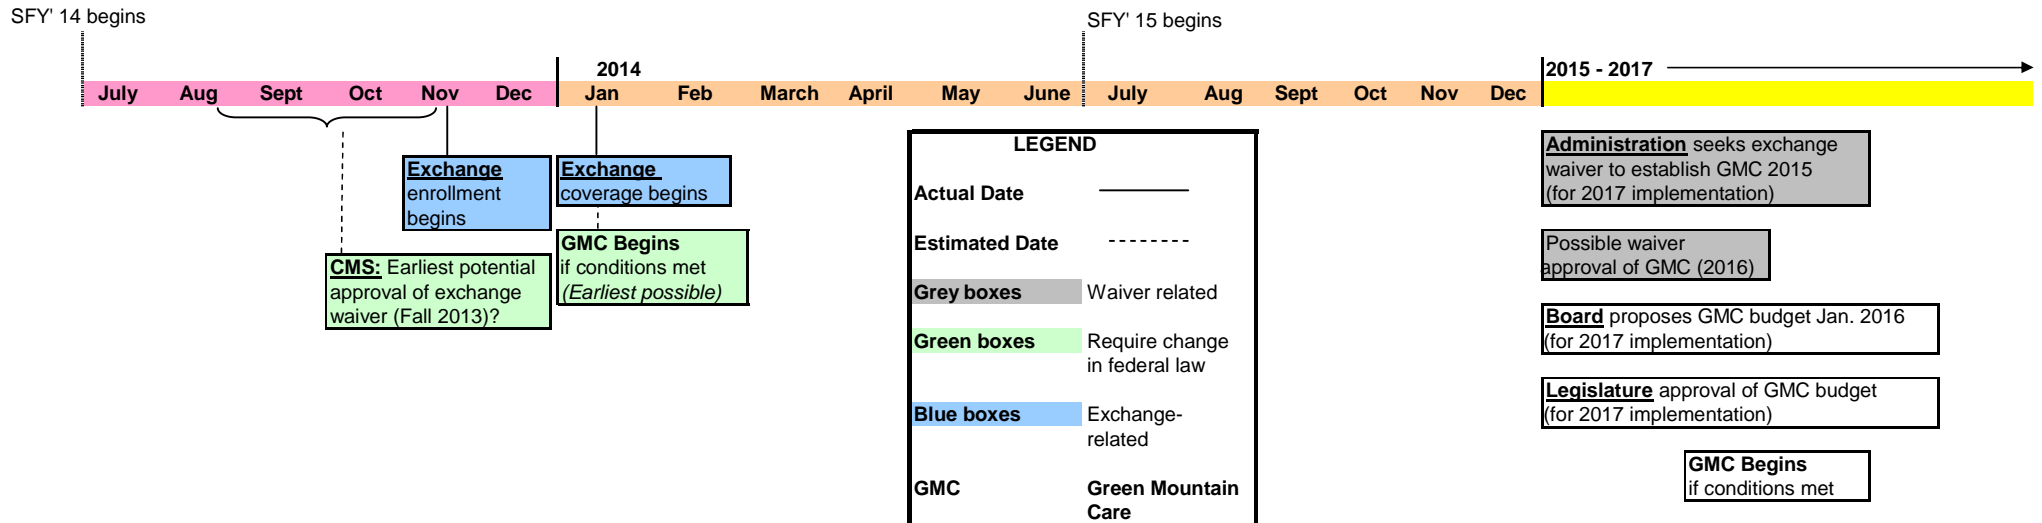 SFY' 14 begins
SFY' 15 begins
2014
2015 - 2017
July Aug Sept Oct Nov Dec Jan Feb March April May June July Aug Sept Oct Nov Dec
Exchange
enrollment
begins
Exchange
coverage begins
CMS: Earliest potential
approval of exchange
waiver (Fall 2013)?
GMC Begins
if conditions met
(Earliest possible)
LEGEND
Actual Date
Estimated Date
Grey boxes Waiver related
Green boxes Require change
in federal law
Blue boxes Exchange-
related
GMC Green Mountain
Care
Administration seeks exchange
waiver to establish GMC 2015
(for 2017 implementation)
Possible waiver
approval of GMC (2016)
Board proposes GMC budget Jan. 2016
(for 2017 implementation)
Legislature approval of GMC budget
(for 2017 implementation)
GMC Begins
if conditions met